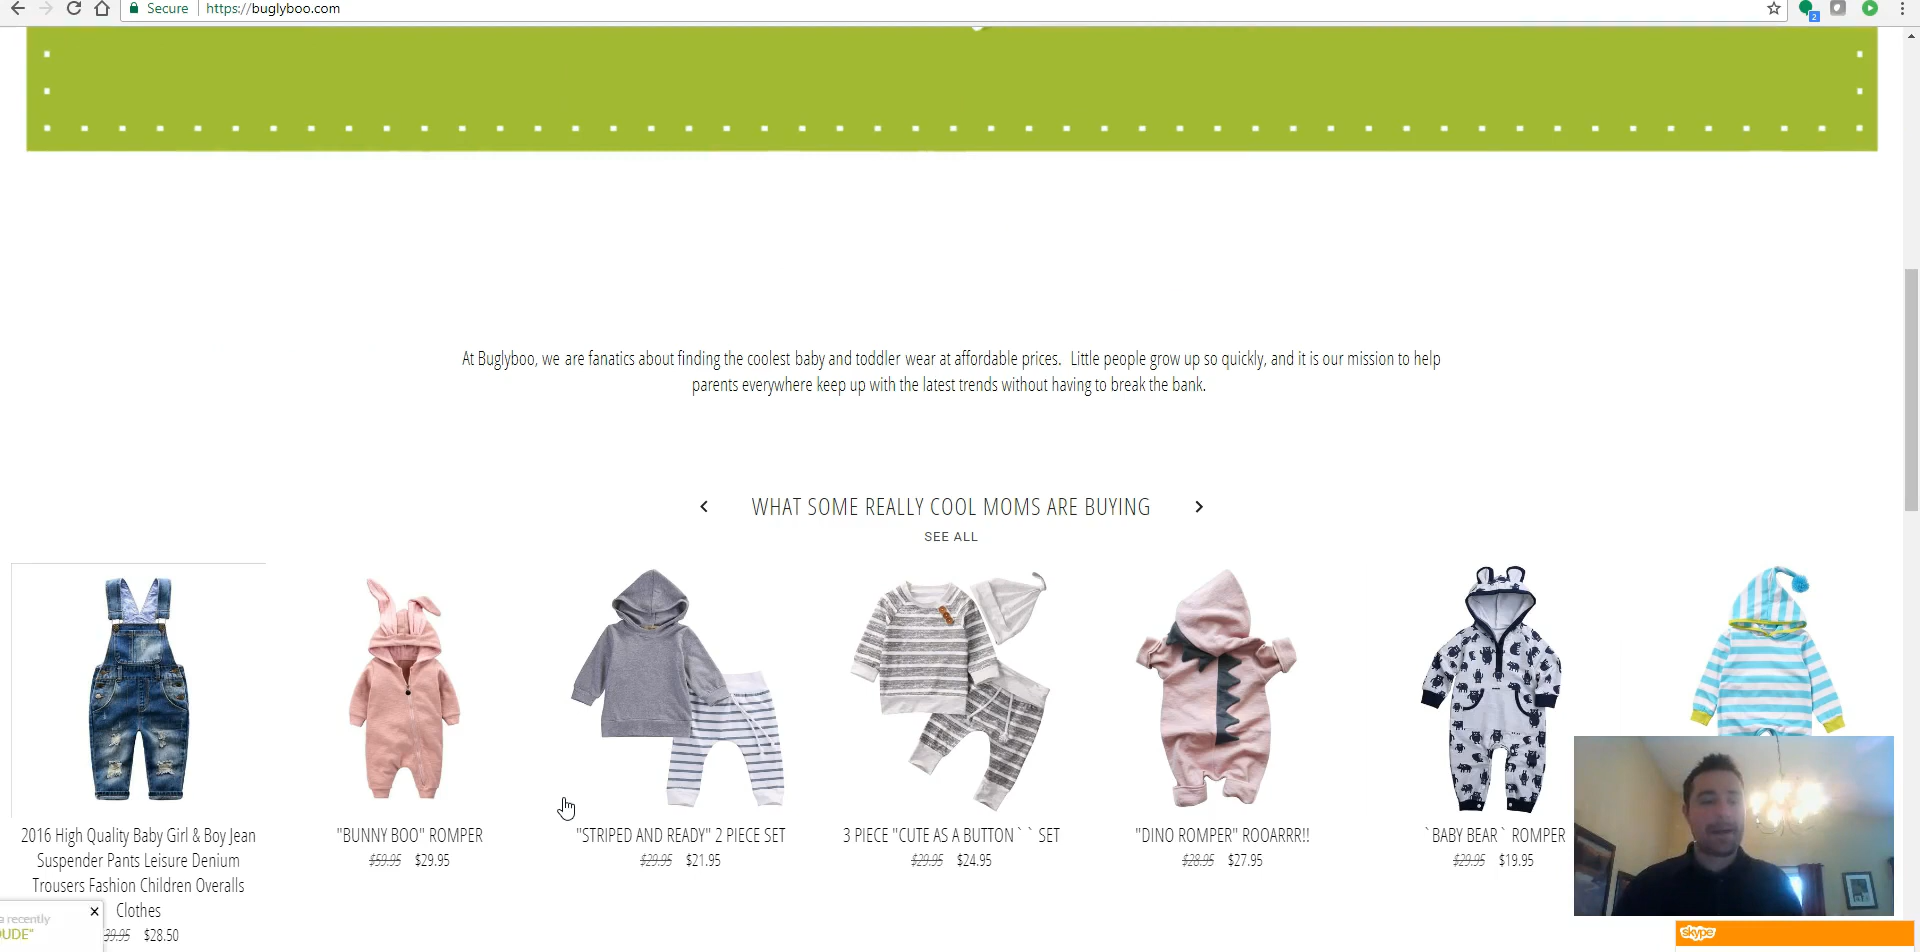 Secure
https://buglyboo.com
2
At Buglyboo, we are fanatics about finding the coolest baby and toddler wear at affordable prices. Little people grow up so quickly, and it is our mission to help
parents everywhere keep up with the latest trends without having to break the bank.
WHAT SOME REALLY COOL MOMS ARE BUYING
SEE ALL
2016 High Quality Baby Girl & Boy Jean
Suspender Pants Leisure Denium
Trousers Fashion Children Overalls
Clothes
39.95 $28.50
"BUNNY BOO" ROMPER
$59.95 $29.95
"STRIPED AND READY" 2 PIECE SET
$29.95 $21.95
3 PIECE "CUTE AS A BUTTON`` SET
$29.95 $24.95
"DINO ROMPER" ROOARRR!!
$28.95 $27.95
`BABY BEAR` ROMPER
$29.95 $19.95
recently
UDE"
skype